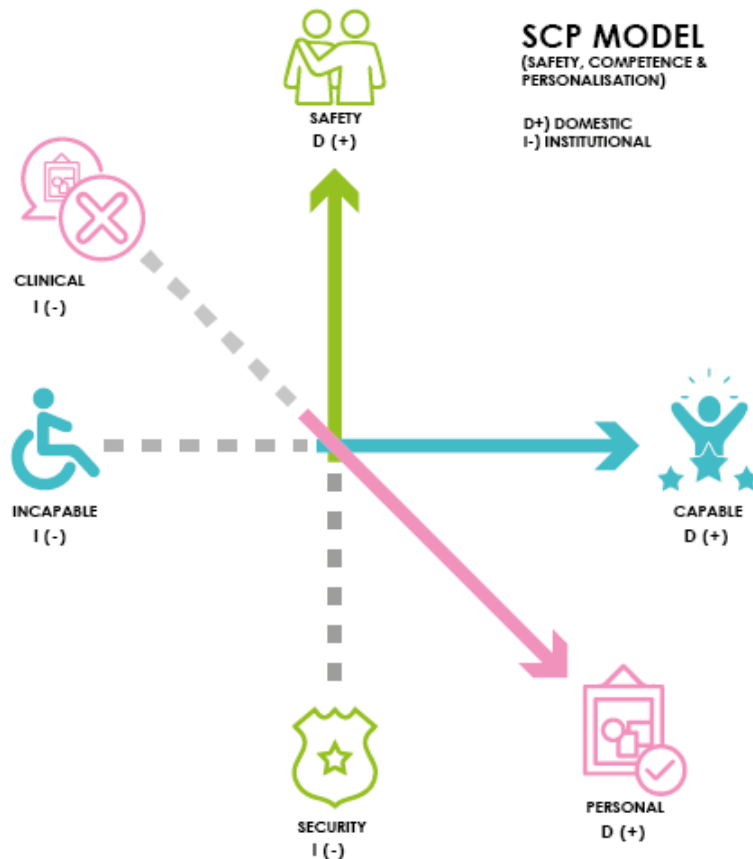 SCP MODEL
(SAFETY, COMPETENCE &
PERSONALISATION)
D+) DOMESTIC
I-) INSTITUTIONAL
SAFETY
D (+)
CLINICAL
I (-)
INCAPABLE
I (-)
CAPABLE
D (+)
PERSONAL
D (+)
SECURITY
I (-)